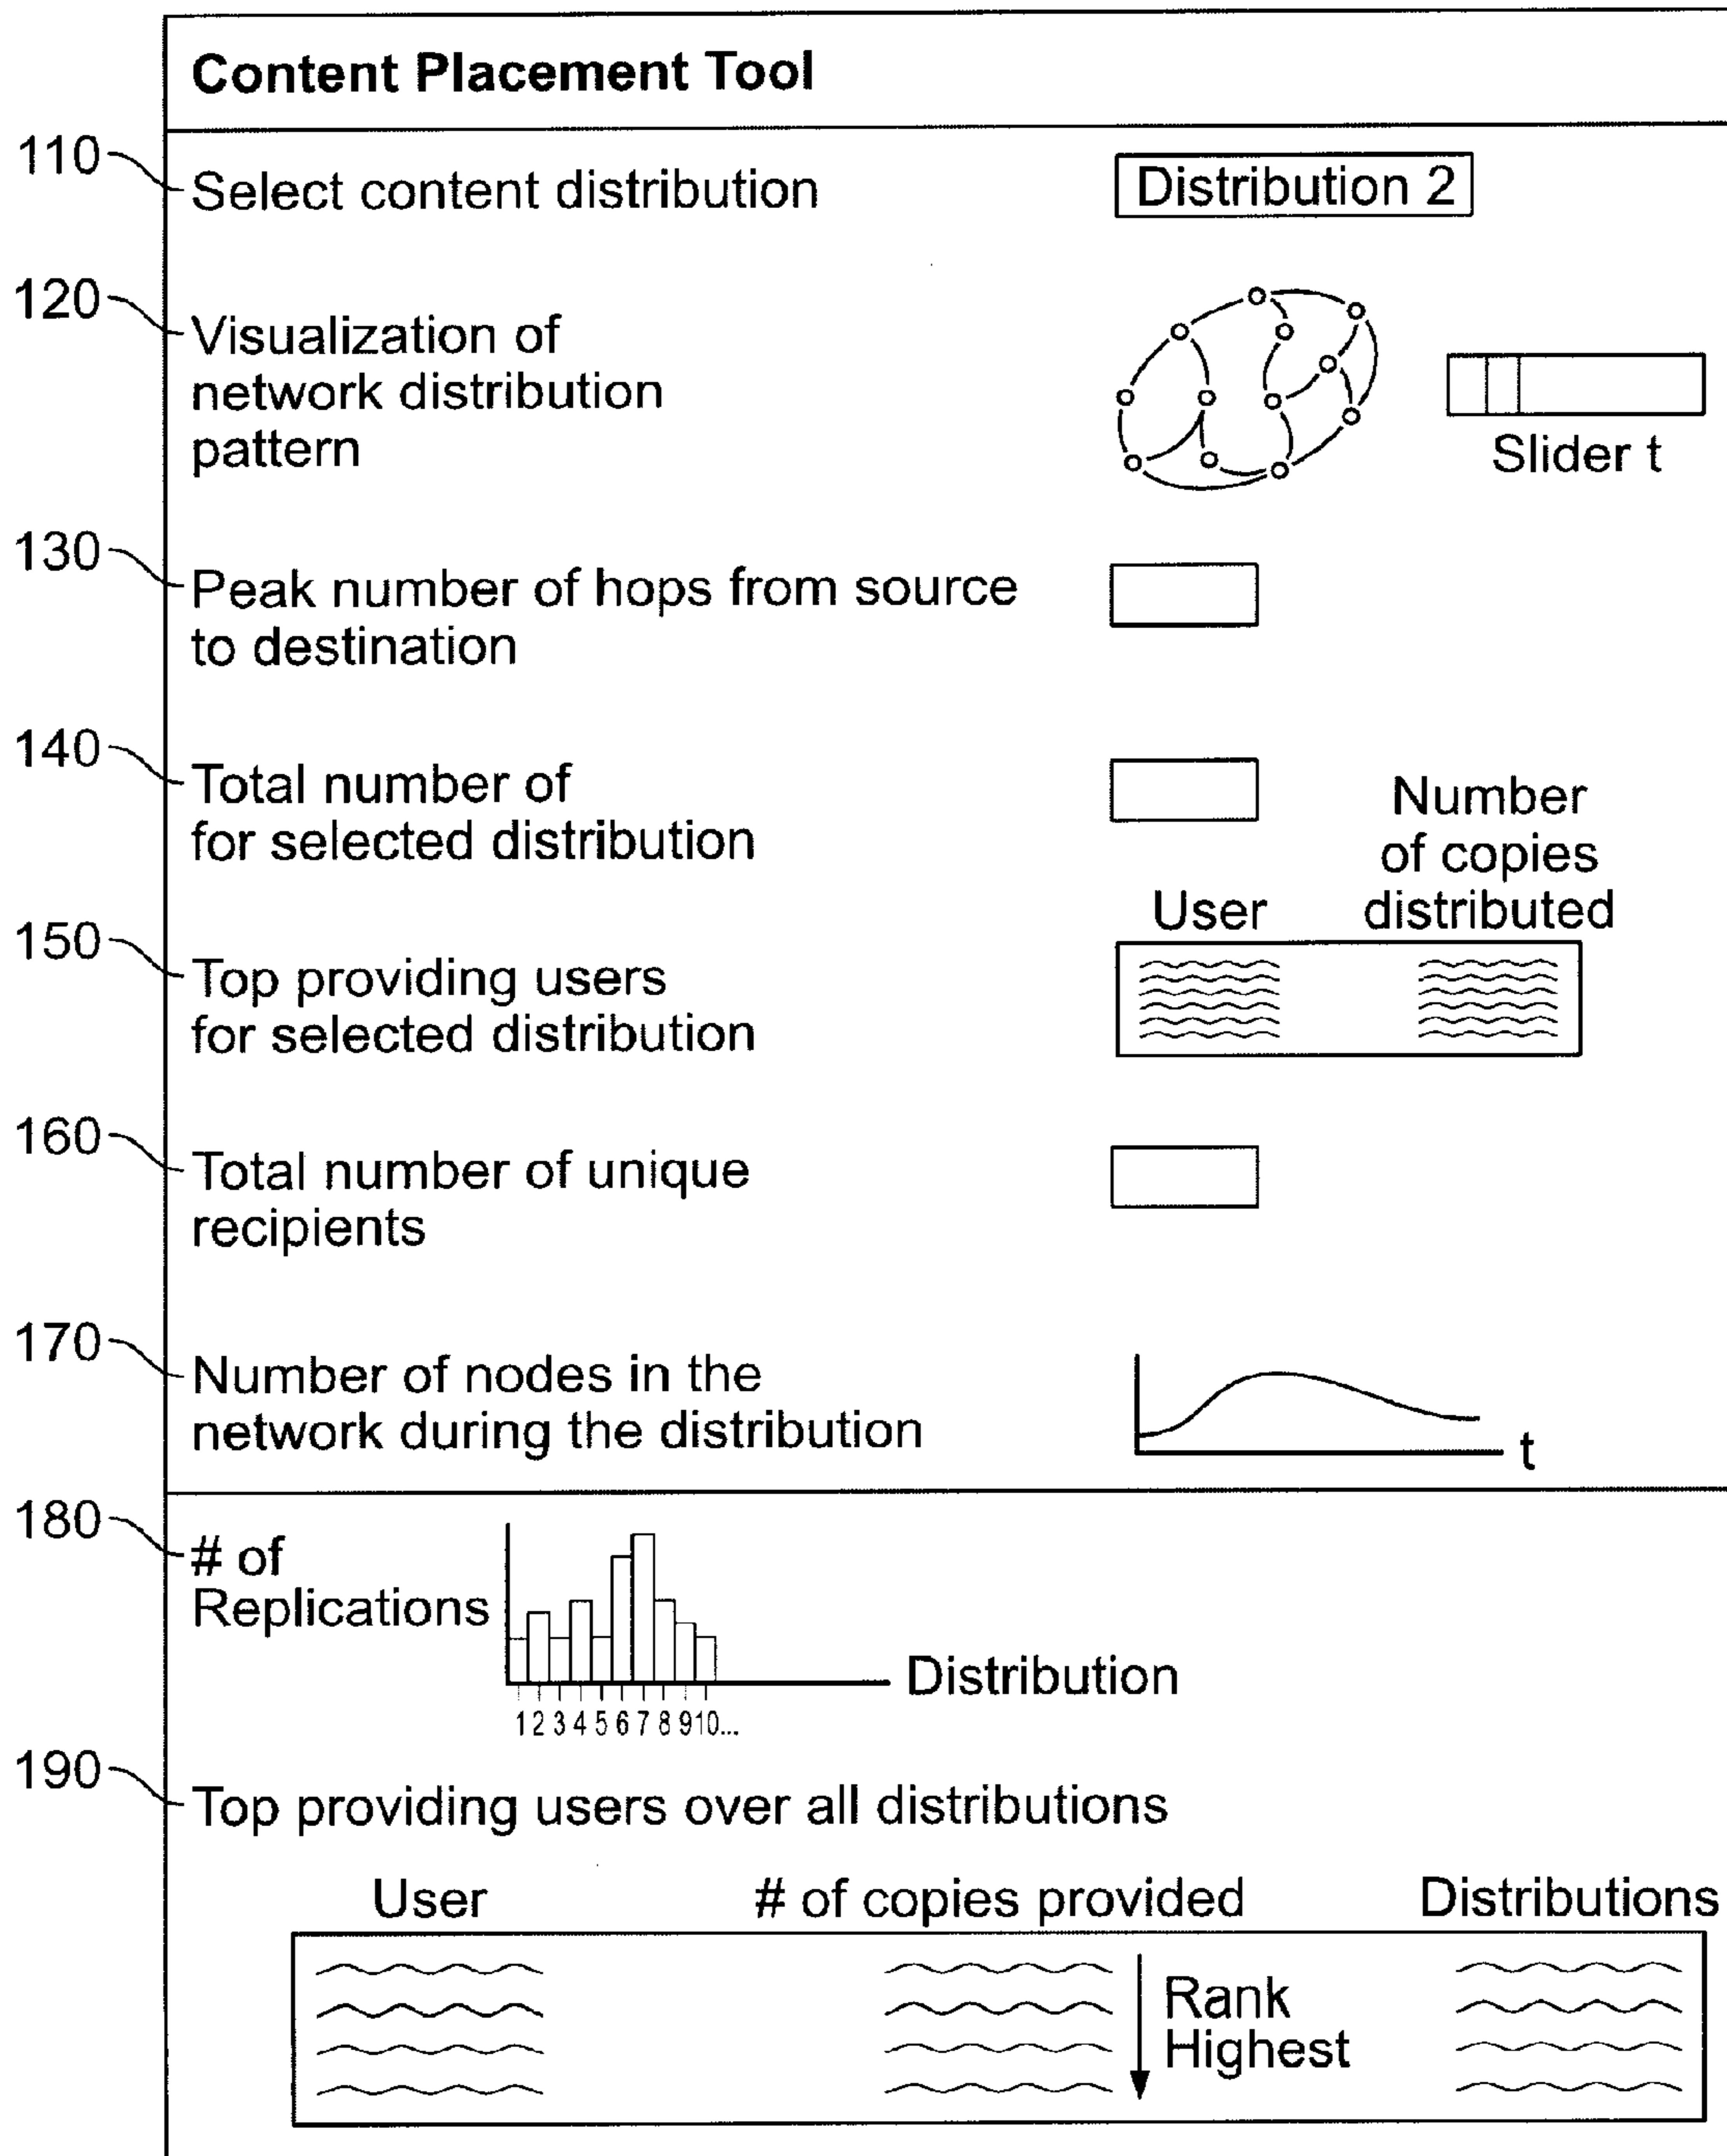 Content Placement Tool
110
Select content distribution
Distribution 2
120
Visualization of
network distribution
pattern
Slider t
130
Peak number of hops from source
to destination
140
Total number of
for selected distribution
Number
of copies
distributed
User
150
Top providing users
for selected distribution
160
Total number of unique
recipients
170
Number of nodes in the
network during the distribution
t
180
# of
Replications
Distribution
1 2 3 4 5 6 7 8 9 10...
190
Top providing users over all distributions
User # of copies provided Distributions
Rank
Highest